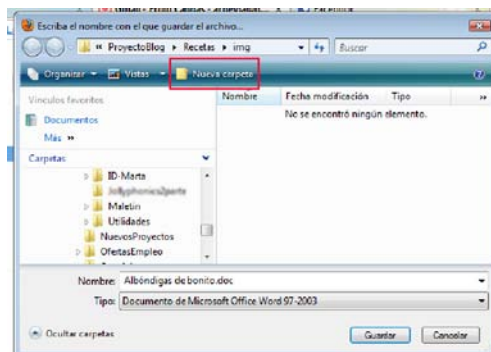 Escriba el nombre con el que guardar el archivo...
« ProyectoBlog ▸ Recetas ▸ img
Buscar
Organizar
Vistas
Nueva carpeta
Vínculos favoritos
Documentos
Más »
Carpetas
ID-Marta
Maletin
Utilidades
NuevosProyectos
OfertasEmpleo
Nombre
Fecha modificación
Tipo
»
No se encontró ningún elemento.
Nombre: Albóndigas de bonito.doc
Tipo: Documento de Microsoft Office Word 97-2003
Ocultar carpetas
Guardar
Cancelar